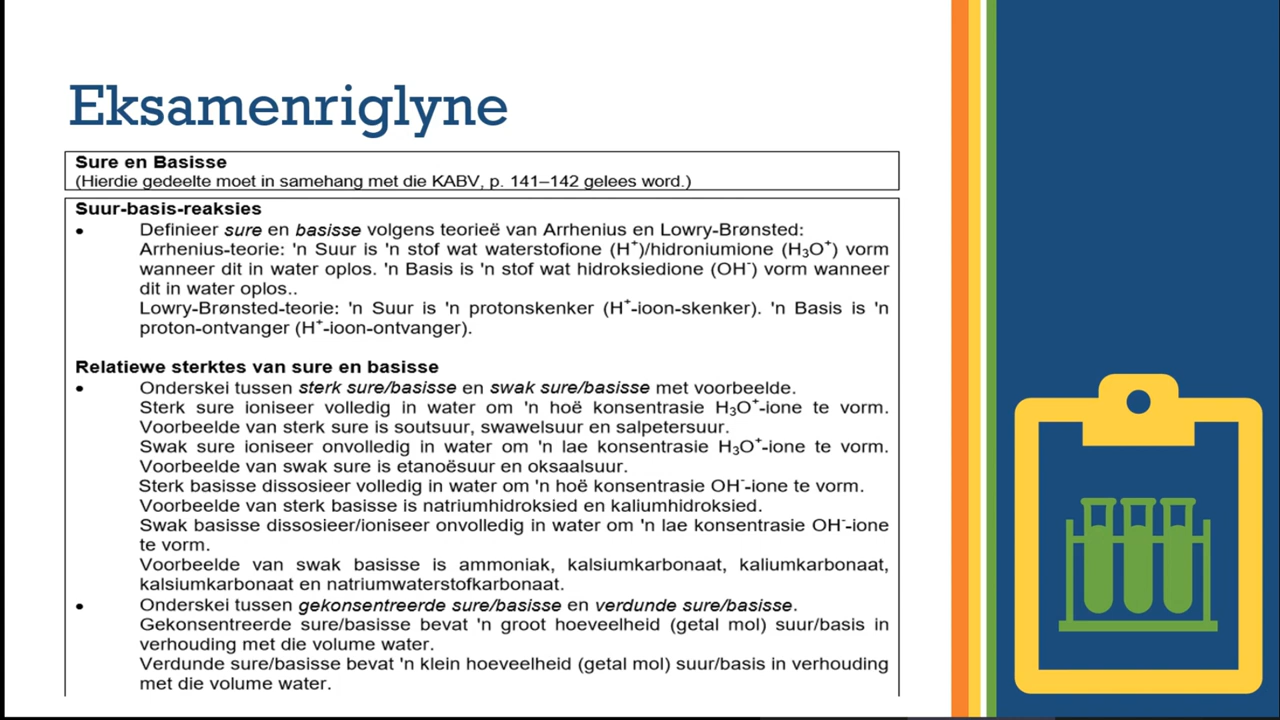 Eksamenriglyne
Sure en Basisse
(Hierdie gedeelte moet in samehang met die KABV, p. 141–142 gelees word.)
Suur-basis-reaksies
• Definieer sure en basisse volgens teorieë van Arrhenius en Lowry-Brønsted:
Arrhenius-teorie: 'n Suur is 'n stof wat waterstofione (H⁺)/hidroniumione (H₃O⁺) vorm
wanneer dit in water oplos. 'n Basis is 'n stof wat hidroksiedione (OH⁻) vorm wanneer
dit in water oplos..
Lowry-Brønsted-teorie: 'n Suur is 'n protonskenker (H⁺-ioon-skenker). 'n Basis is 'n
proton-ontvanger (H⁺-ioon-ontvanger).
Relatiewe sterktes van sure en basisse
• Onderskei tussen sterk sure/basisse en swak sure/basisse met voorbeelde.
Sterk sure ioniseer volledig in water om 'n hoë konsentrasie H₃O⁺-ione te vorm.
Voorbeelde van sterk sure is soutsuur, swawelsuur en salpetersuur.
Swak sure ioniseer onvolledig in water om 'n lae konsentrasie H₃O⁺-ione te vorm.
Voorbeelde van swak sure is etanoësuur en oksaalsuur.
Sterk basisse dissosieer volledig in water om 'n hoë konsentrasie OH⁻-ione te vorm.
Voorbeelde van sterk basisse is natriumhidroksied en kaliumhidroksied.
Swak basisse dissosieer/ioniseer onvolledig in water om 'n lae konsentrasie OH⁻-ione
te vorm.
Voorbeelde van swak basisse is ammoniak, kalsiumkarbonaat, kaliumkarbonaat,
kalsiumkarbonaat en natriumwaterstofkarbonaat.
• Onderskei tussen gekonsentreerde sure/basisse en verdunde sure/basisse.
Gekonsentreerde sure/basisse bevat 'n groot hoeveelheid (getal mol) suur/basis in
verhouding met die volume water.
Verdunde sure/basisse bevat 'n klein hoeveelheid (getal mol) suur/basis in verhouding
met die volume water.